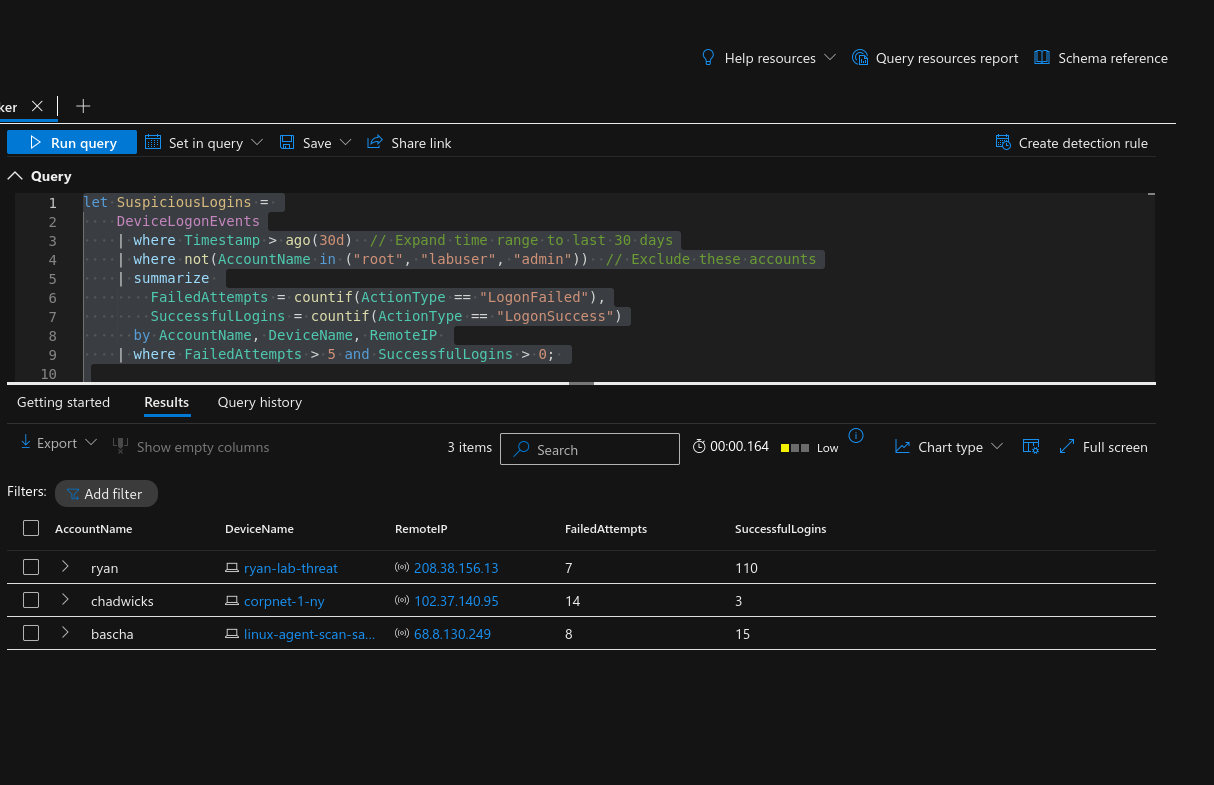 Help resources Query resources report Schema reference
ker
Run query Set in query Save Share link Create detection rule
Query
1 let SuspiciousLogins =
2 DeviceLogonEvents
3 | where Timestamp > ago(30d) // Expand time range to last 30 days
4 | where not(AccountName in ("root", "labuser", "admin")) // Exclude these accounts
5 | summarize
6 FailedAttempts = countif(ActionType == "LogonFailed"),
7 SuccessfulLogins = countif(ActionType == "LogonSuccess")
8 by AccountName, DeviceName, RemoteIP
9 | where FailedAttempts > 5 and SuccessfulLogins > 0;
10
Getting started Results Query history
Export Show empty columns 3 items Search 00:00.164 Low Chart type Full screen
Filters: Add filter
AccountName DeviceName RemoteIP FailedAttempts SuccessfulLogins
ryan ryan-lab-threat 208.38.156.13 7 110
chadwicks corpnet-1-ny 102.37.140.95 14 3
bascha linux-agent-scan-sa... 68.8.130.249 8 15